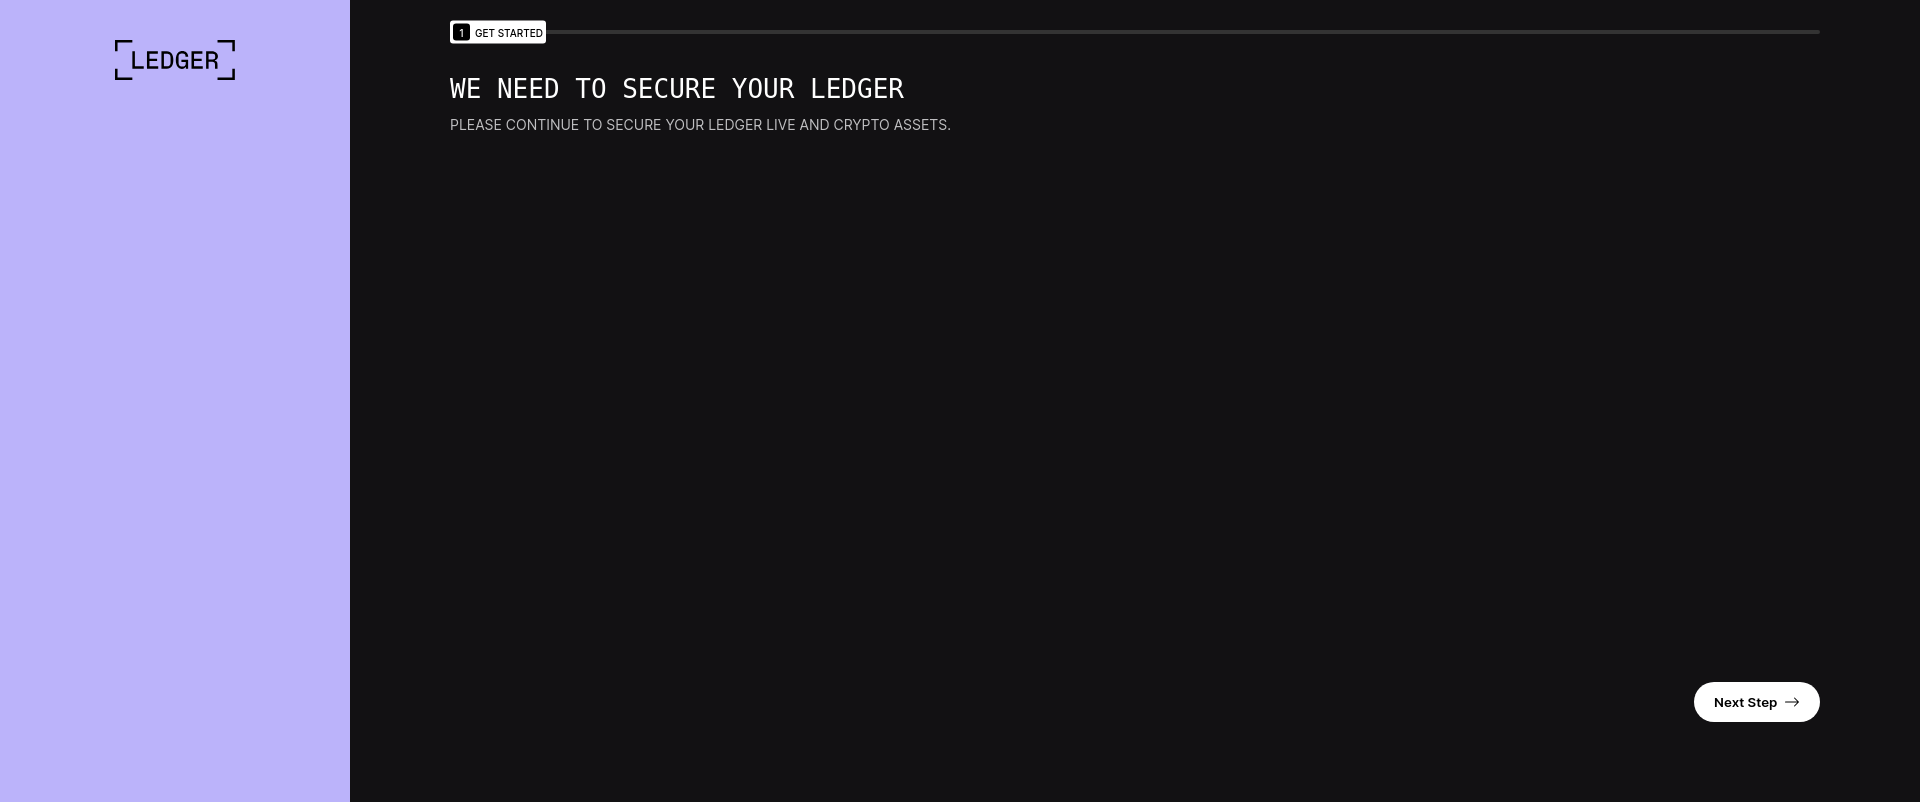 LEDGER
1 GET STARTED
WE NEED TO SECURE YOUR LEDGER
PLEASE CONTINUE TO SECURE YOUR LEDGER LIVE AND CRYPTO ASSETS.
Next Step